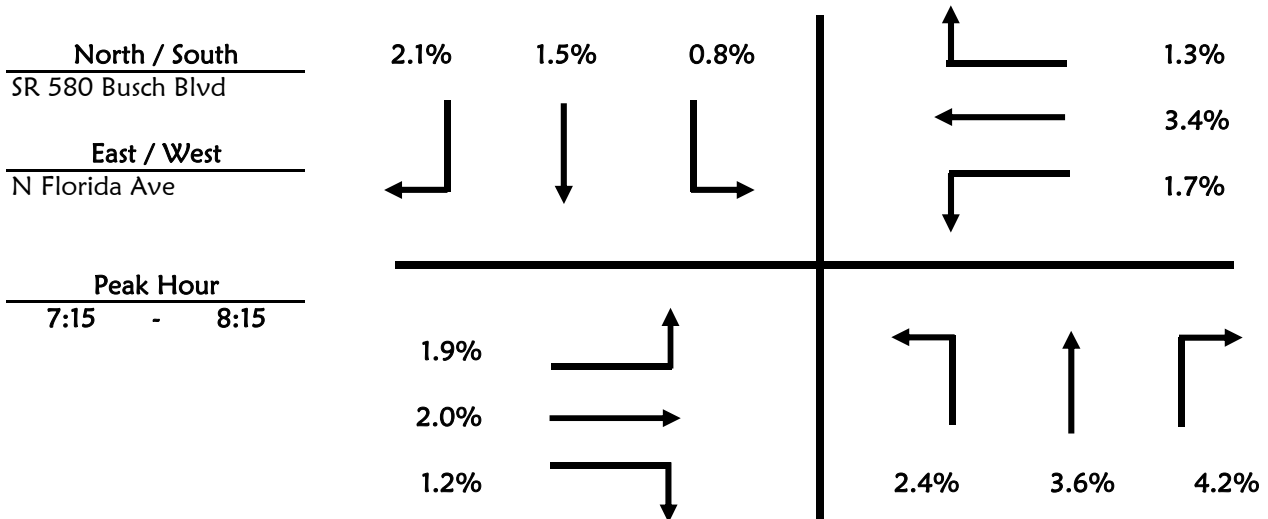 North / South
SR 580 Busch Blvd
East / West
N Florida Ave
Peak Hour
7:15 - 8:15
2.1% 1.5% 0.8%
1.3%
3.4%
1.7%
1.9%
2.0%
1.2%
2.4% 3.6% 4.2%